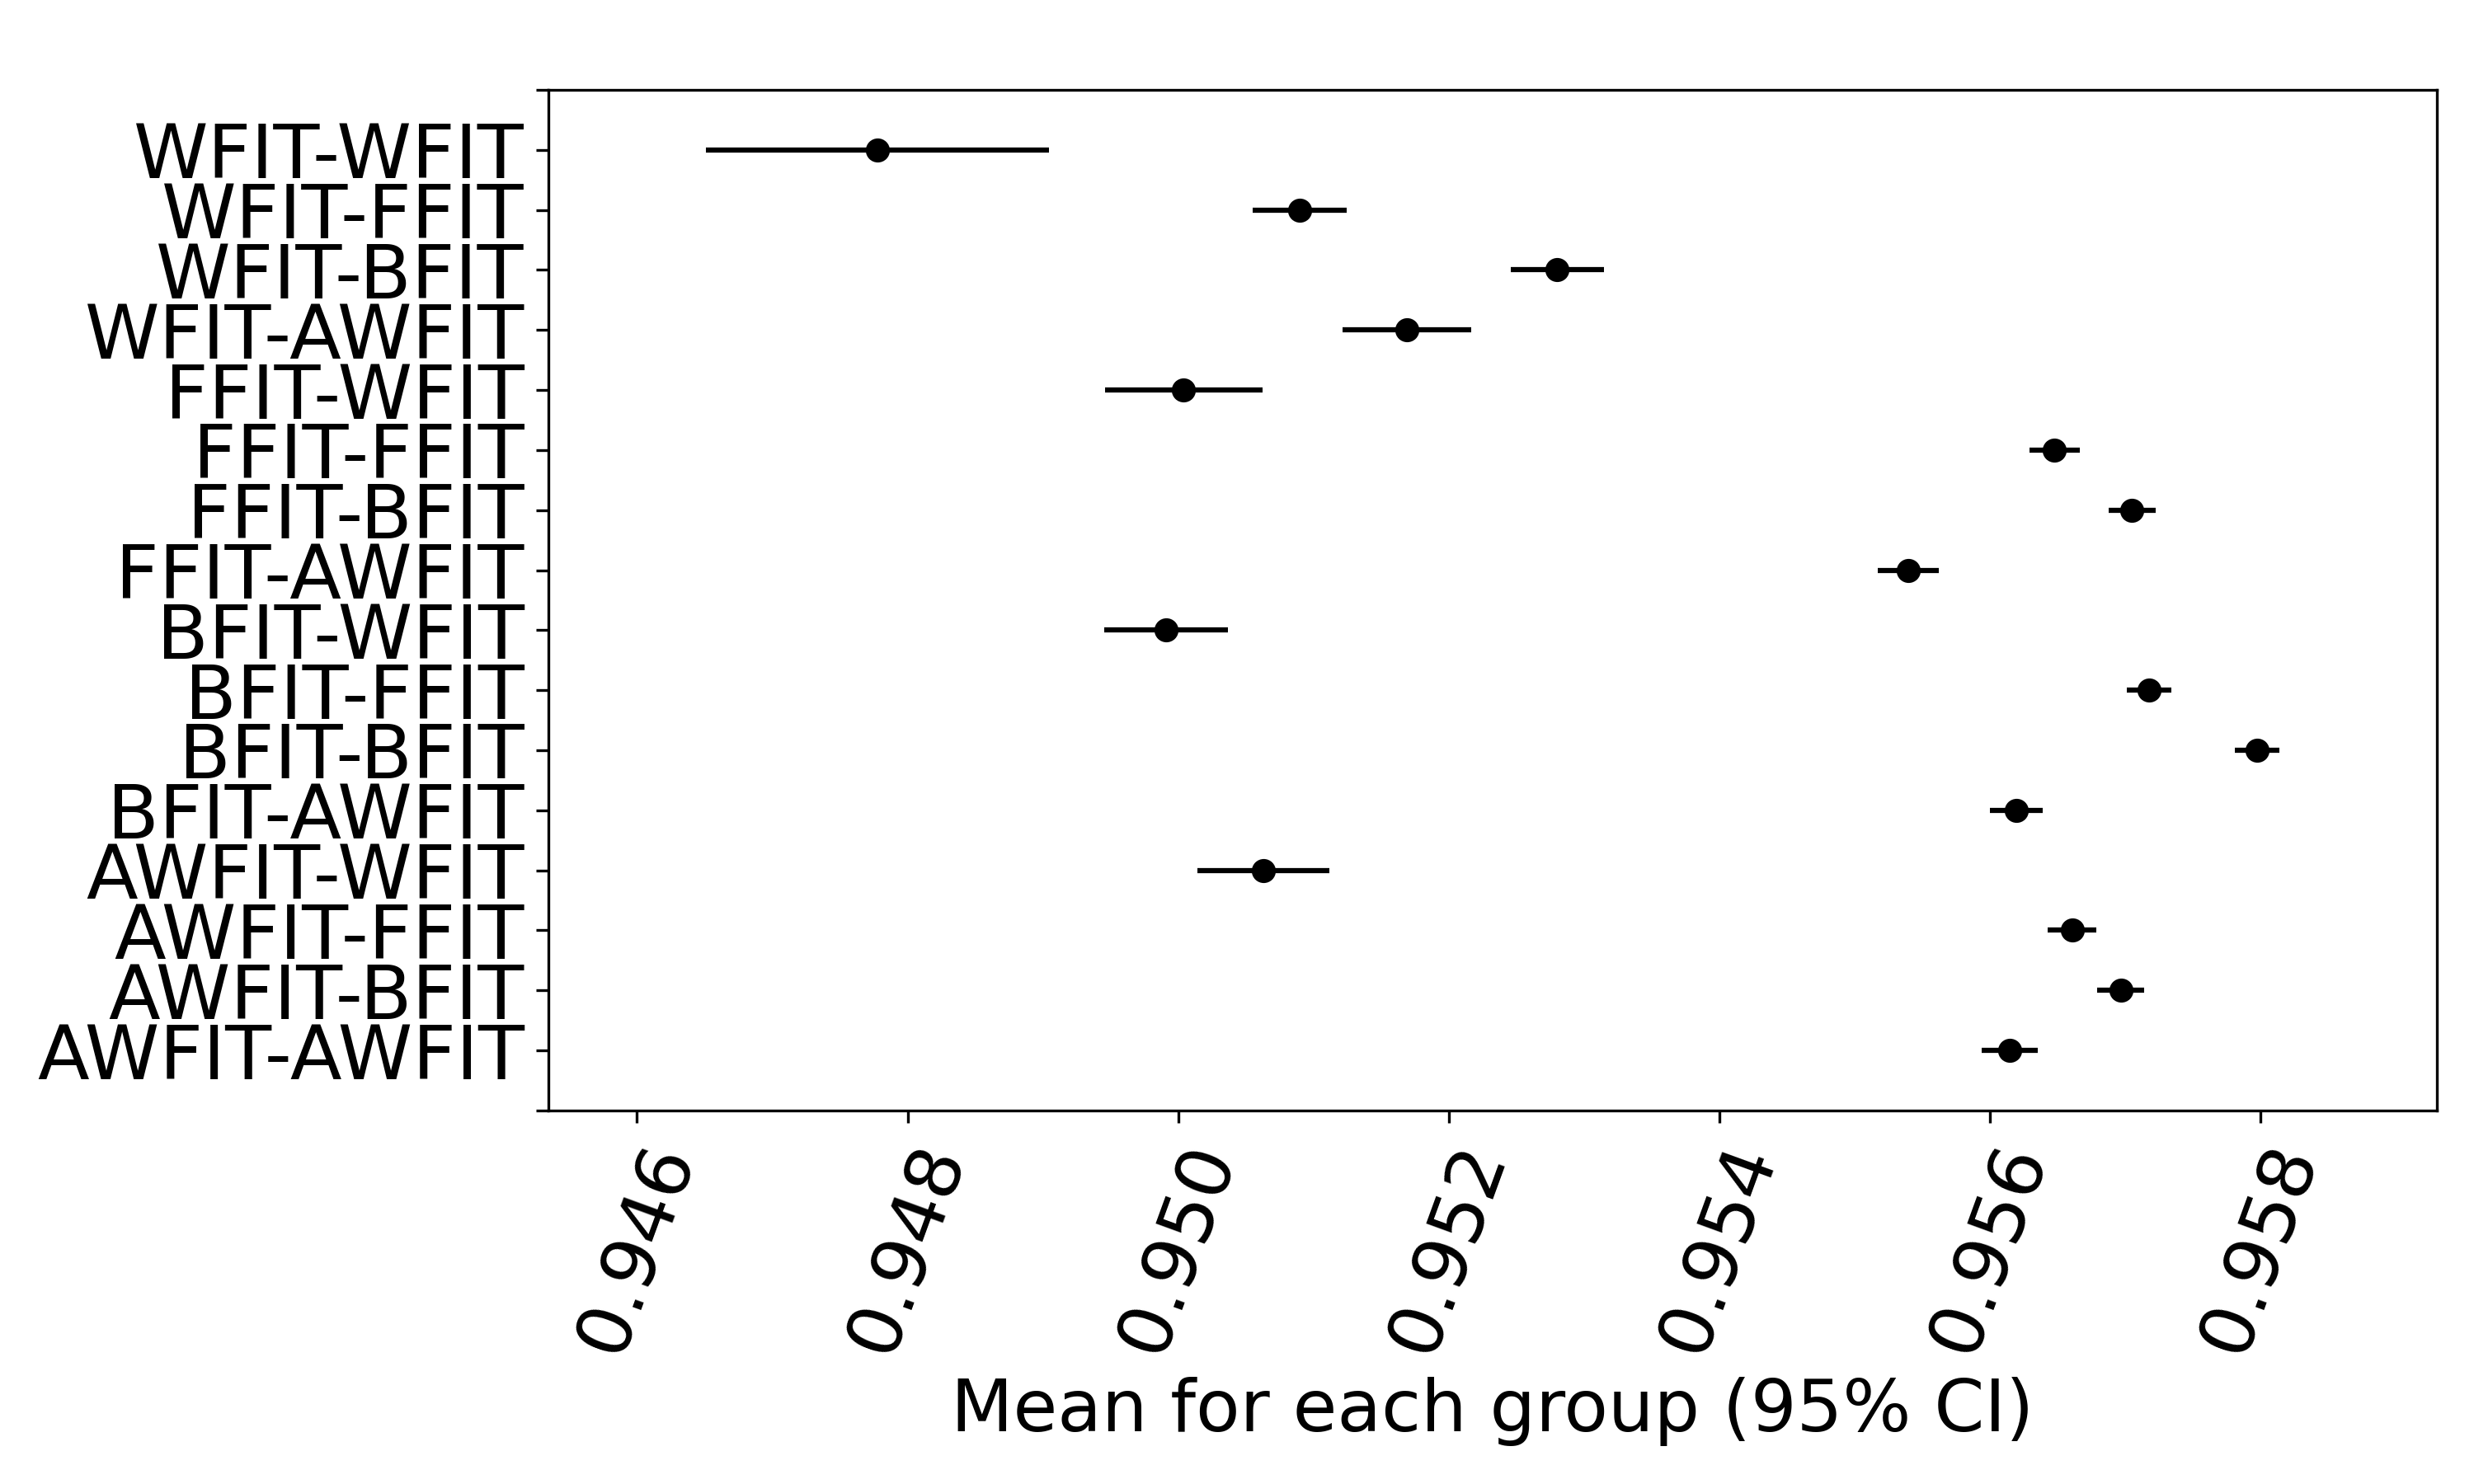 WFIT-WFIT
WFIT-FFIT
WFIT-BFIT
WFIT-AWFIT
FFIT-WFIT
FFIT-FFIT
FFIT-BFIT
FFIT-AWFIT
BFIT-WFIT
BFIT-FFIT
BFIT-BFIT
BFIT-AWFIT
AWFIT-WFIT
AWFIT-FFIT
AWFIT-BFIT
AWFIT-AWFIT
0.946 0.948 0.950 0.952 0.954 0.956 0.958
Mean for each group (95% CI)